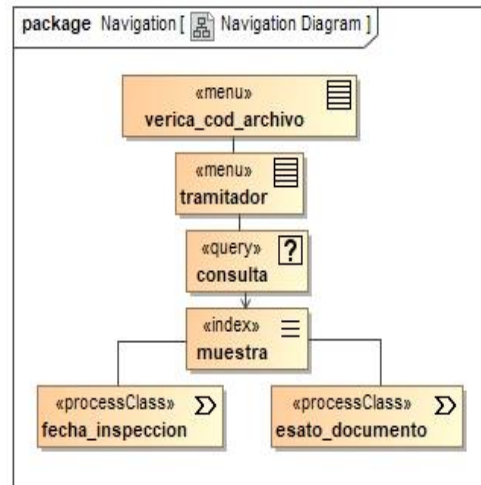 package Navigation [ Navigation Diagram ]
«menu»
verica_cod_archivo
«menu»
tramitador
«query»
?
consulta
«index»
muestra
«processClass»
fecha_inspeccion
«processClass»
esato_documento